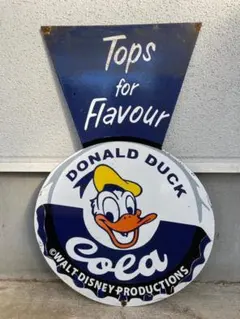 Tops
for
Flavour
DONALD DUCK
Cola
©WALT DISNEY PRODUCTIONS